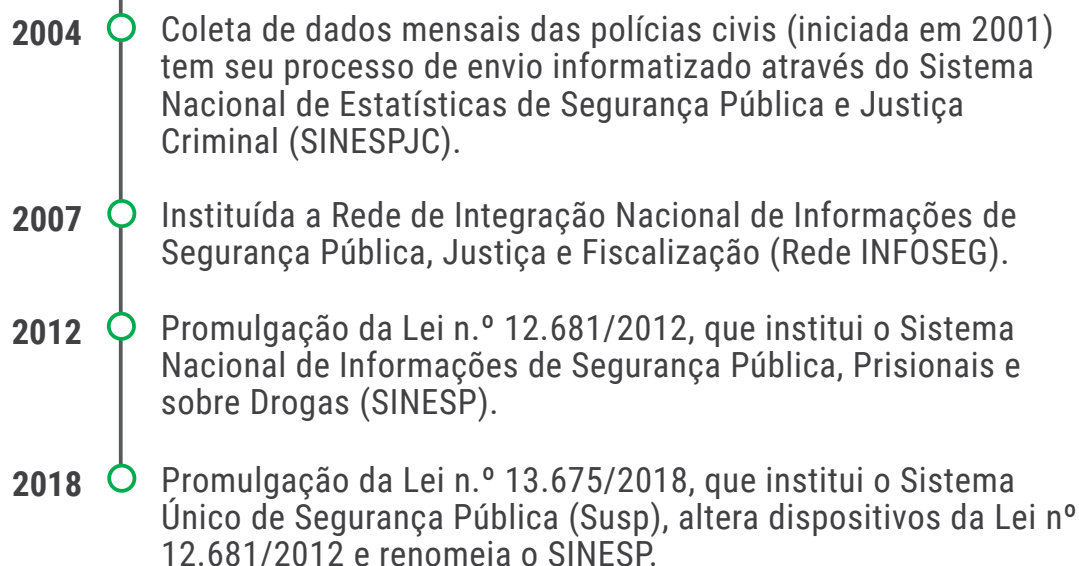 2004 Coleta de dados mensais das polícias civis (iniciada em 2001)
tem seu processo de envio informatizado através do Sistema
Nacional de Estatísticas de Segurança Pública e Justiça
Criminal (SINESPJC).
2007 Instituída a Rede de Integração Nacional de Informações de
Segurança Pública, Justiça e Fiscalização (Rede INFOSEG).
2012 Promulgação da Lei n.º 12.681/2012, que institui o Sistema
Nacional de Informações de Segurança Pública, Prisionais e
sobre Drogas (SINESP).
2018 Promulgação da Lei n.º 13.675/2018, que institui o Sistema
Único de Segurança Pública (Susp), altera dispositivos da Lei nº
12.681/2012 e renomeia o SINESP.